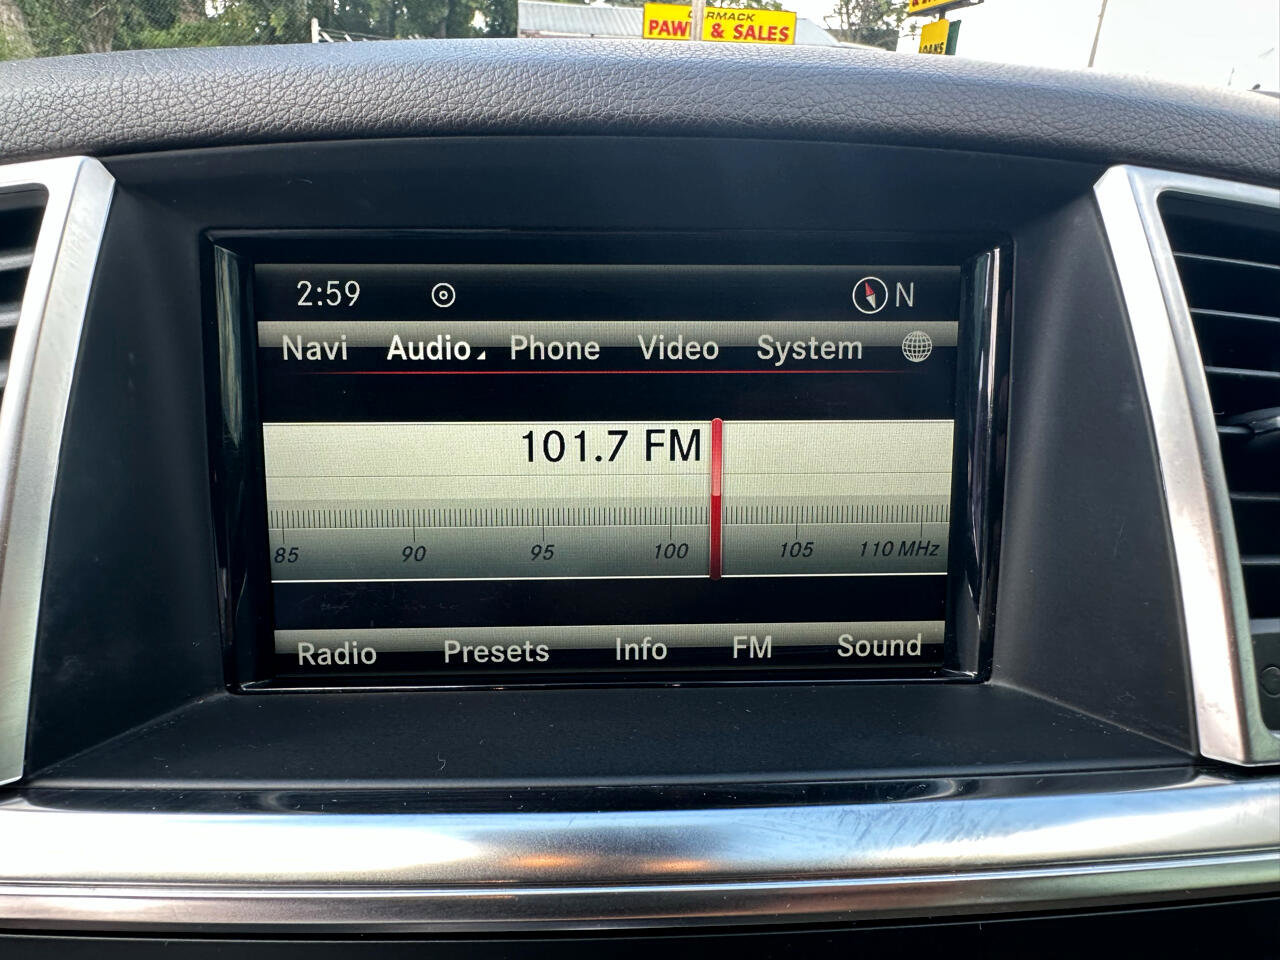 CARMACK
PAWN & SALES
LOANS
2:59 N
Navi Audio Phone Video System
101.7 FM
85 90 95 100 105 110 MHz
Radio Presets Info FM Sound